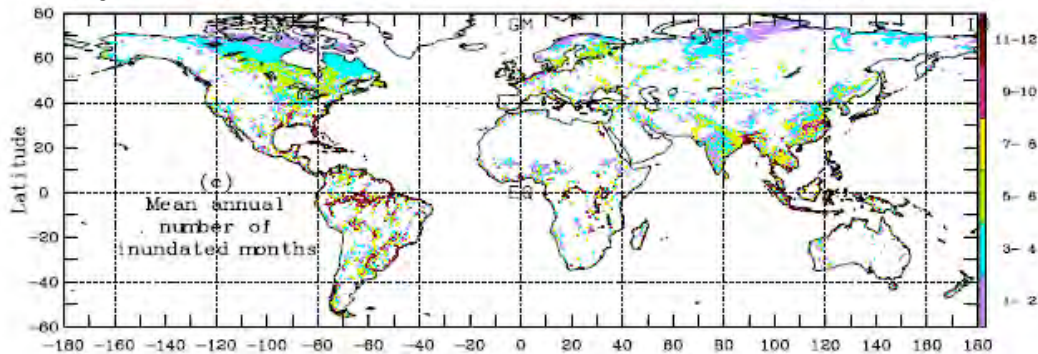 80
60
40
20
0
-20
-40
-60
Latitude
GM
EQ
(c)
Mean annual
number of
inundated months
-180 -160 -140 -120 -100 -80 -60 -40 -20 0 20 40 60 80 100 120 140 160 180
11-12
9-10
7- 8
5- 6
3- 4
1- 2